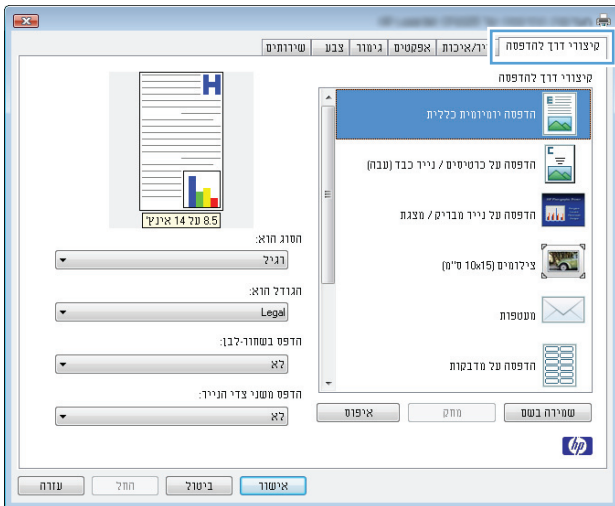 קיצורי דרך להדפסה
נייר/איכות
אפקטים
גימור
צבע
שירותים
קיצורי דרך להדפסה
הדפסה יומיומית כללית
הדפסה על כרטיסים / נייר כבד (עבה)
הדפסה על נייר מבריק / מצגת
צילומים (10x15 ס"מ)
מעטפות
הדפסה על מדבקות
שמירה בשם
מחק
איפוס
8.5 על 14 אינץ'
הסוג הוא:
רגיל
הגודל הוא:
Legal
הדפס בשחור-לבן:
לא
הדפס משני צדי הנייר:
לא
hp
אישור
ביטול
החל
עזרה